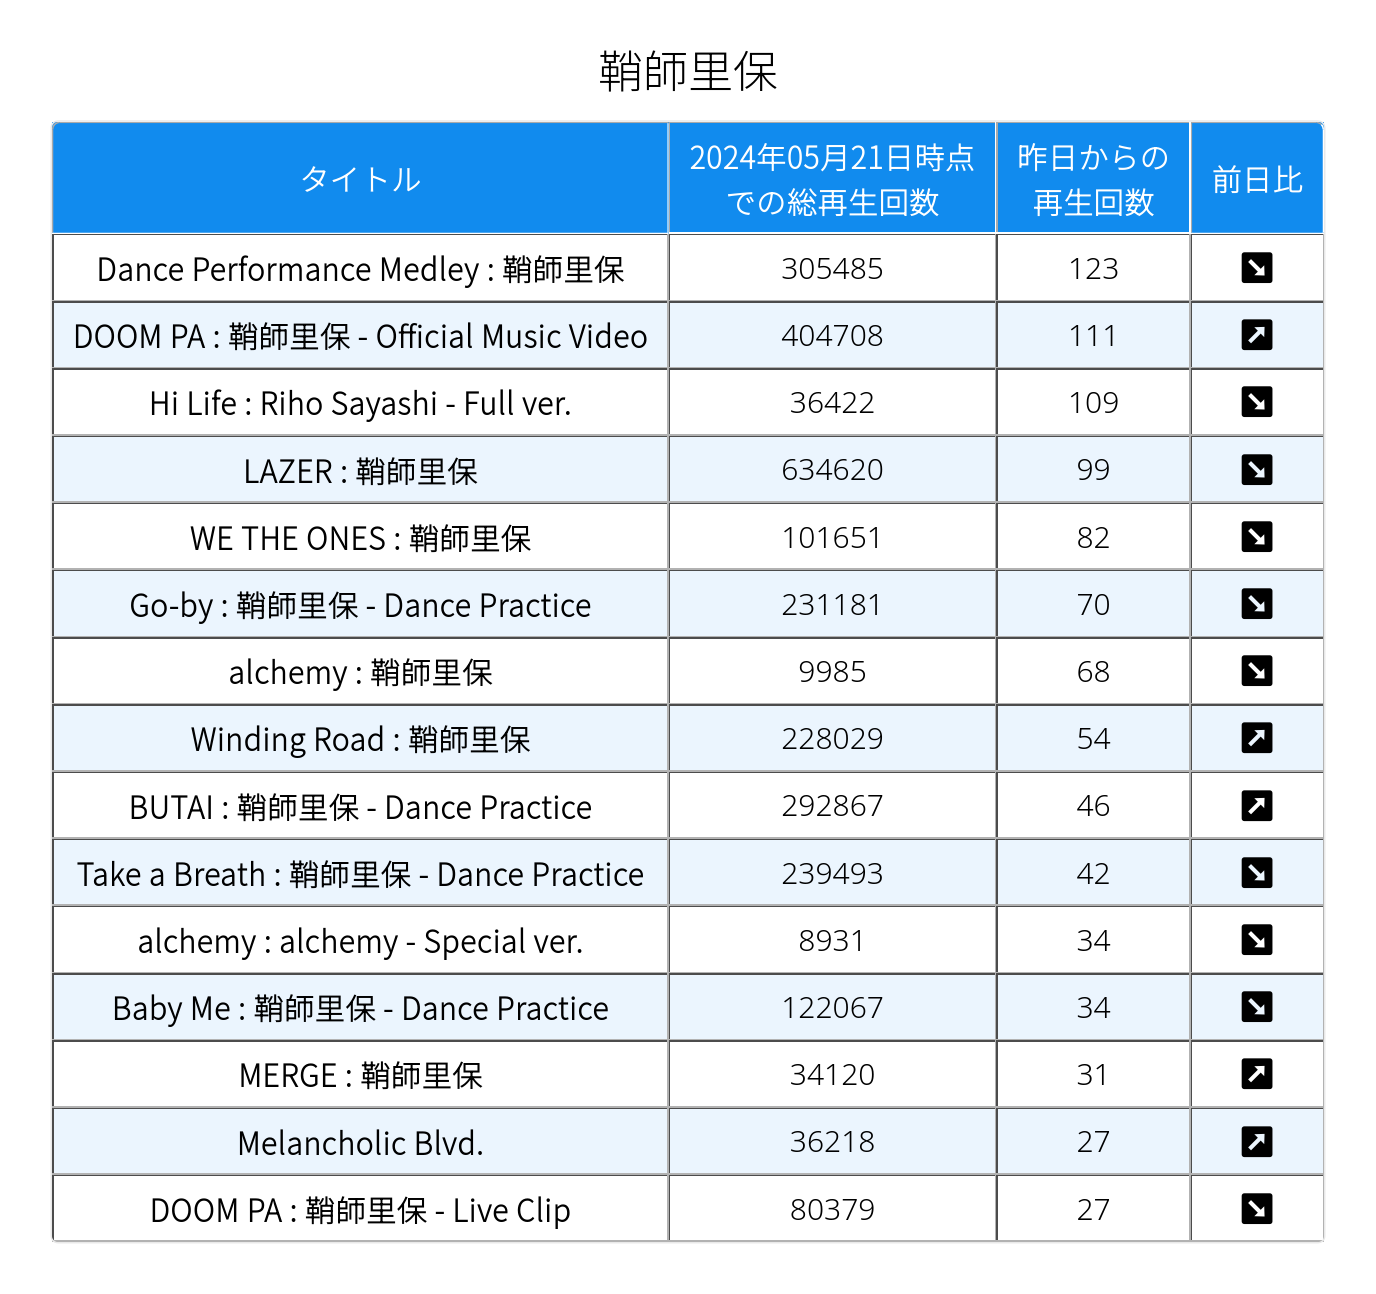 鞘師里保
タイトル
2024年05月21日時点
での総再生回数
昨日からの
再生回数
前日比
Dance Performance Medley : 鞘師里保 305485 123
DOOM PA : 鞘師里保 - Official Music Video 404708 111
Hi Life : Riho Sayashi - Full ver. 36422 109
LAZER : 鞘師里保 634620 99
WE THE ONES : 鞘師里保 101651 82
Go-by : 鞘師里保 - Dance Practice 231181 70
alchemy : 鞘師里保 9985 68
Winding Road : 鞘師里保 228029 54
BUTAI : 鞘師里保 - Dance Practice 292867 46
Take a Breath : 鞘師里保 - Dance Practice 239493 42
alchemy : alchemy - Special ver. 8931 34
Baby Me : 鞘師里保 - Dance Practice 122067 34
MERGE : 鞘師里保 34120 31
Melancholic Blvd. 36218 27
DOOM PA : 鞘師里保 - Live Clip 80379 27